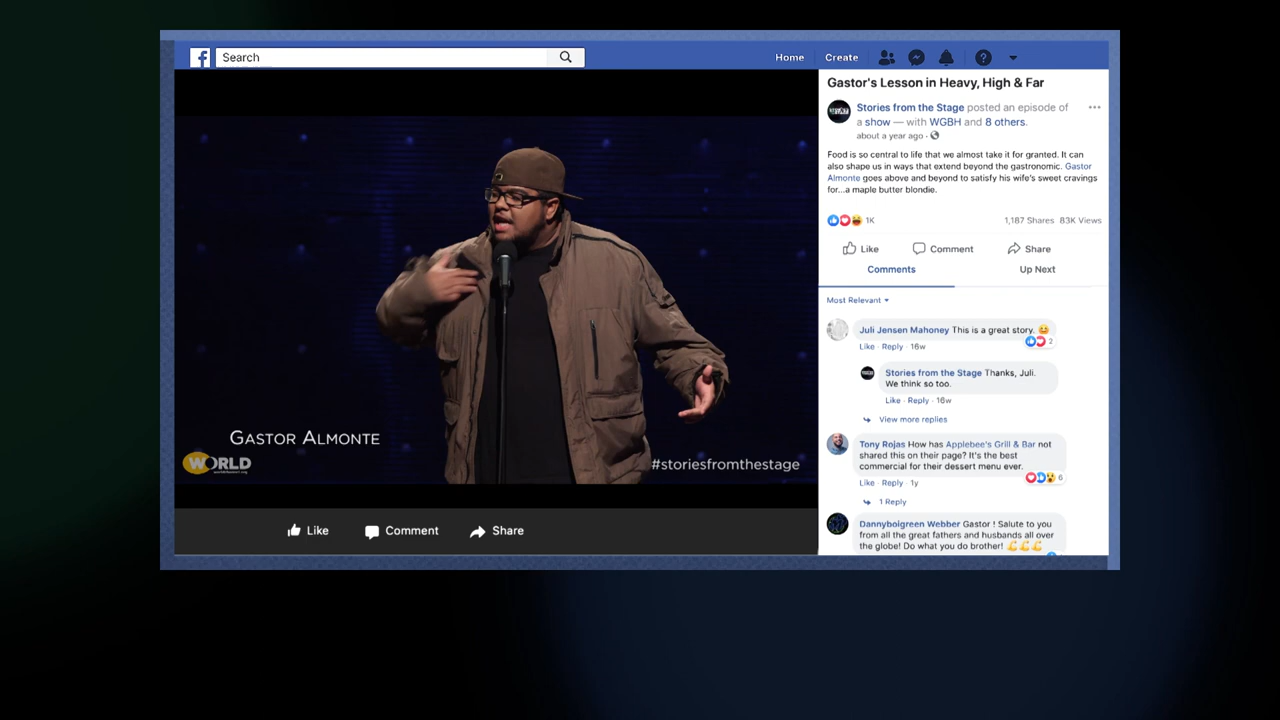 Search
Home
Create
Gastor's Lesson in Heavy, High & Far
Stories from the Stage posted an episode of
a show — with WGBH and 8 others.
about a year ago ·
Food is so central to life that we almost take it for granted. It can
also shape us in ways that extend beyond the gastronomic. Gastor
Almonte goes above and beyond to satisfy his wife's sweet cravings
for...a maple butter blondie.
1K
1,187 Shares 83K Views
Like
Comment
Share
Comments
Up Next
Most Relevant
Juli Jensen Mahoney This is a great story. 😊
2
Like · Reply · 16w
Stories from the Stage Thanks, Juli.
We think so too.
Like · Reply · 16w
View more replies
Tony Rojas How has Applebee's Grill & Bar not
shared this on their page? It's the best
commercial for their dessert menu ever.
6
Like · Reply · 1y
1 Reply
Dannyboigreen Webber Gastor ! Salute to you
from all the great fathers and husbands all over
the globe! Do what you do brother! 💪💪💪
GASTOR ALMONTE
WORLD
#storiesfromthestage
Like
Comment
Share